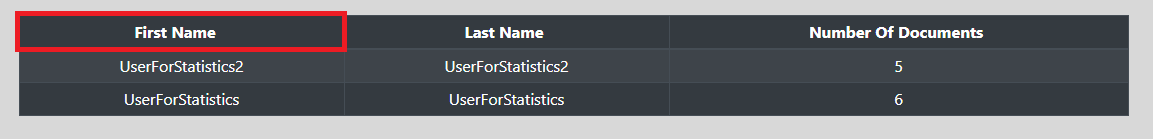 First Name Last Name Number Of Documents
UserForStatistics2 UserForStatistics2 5
UserForStatistics UserForStatistics 6